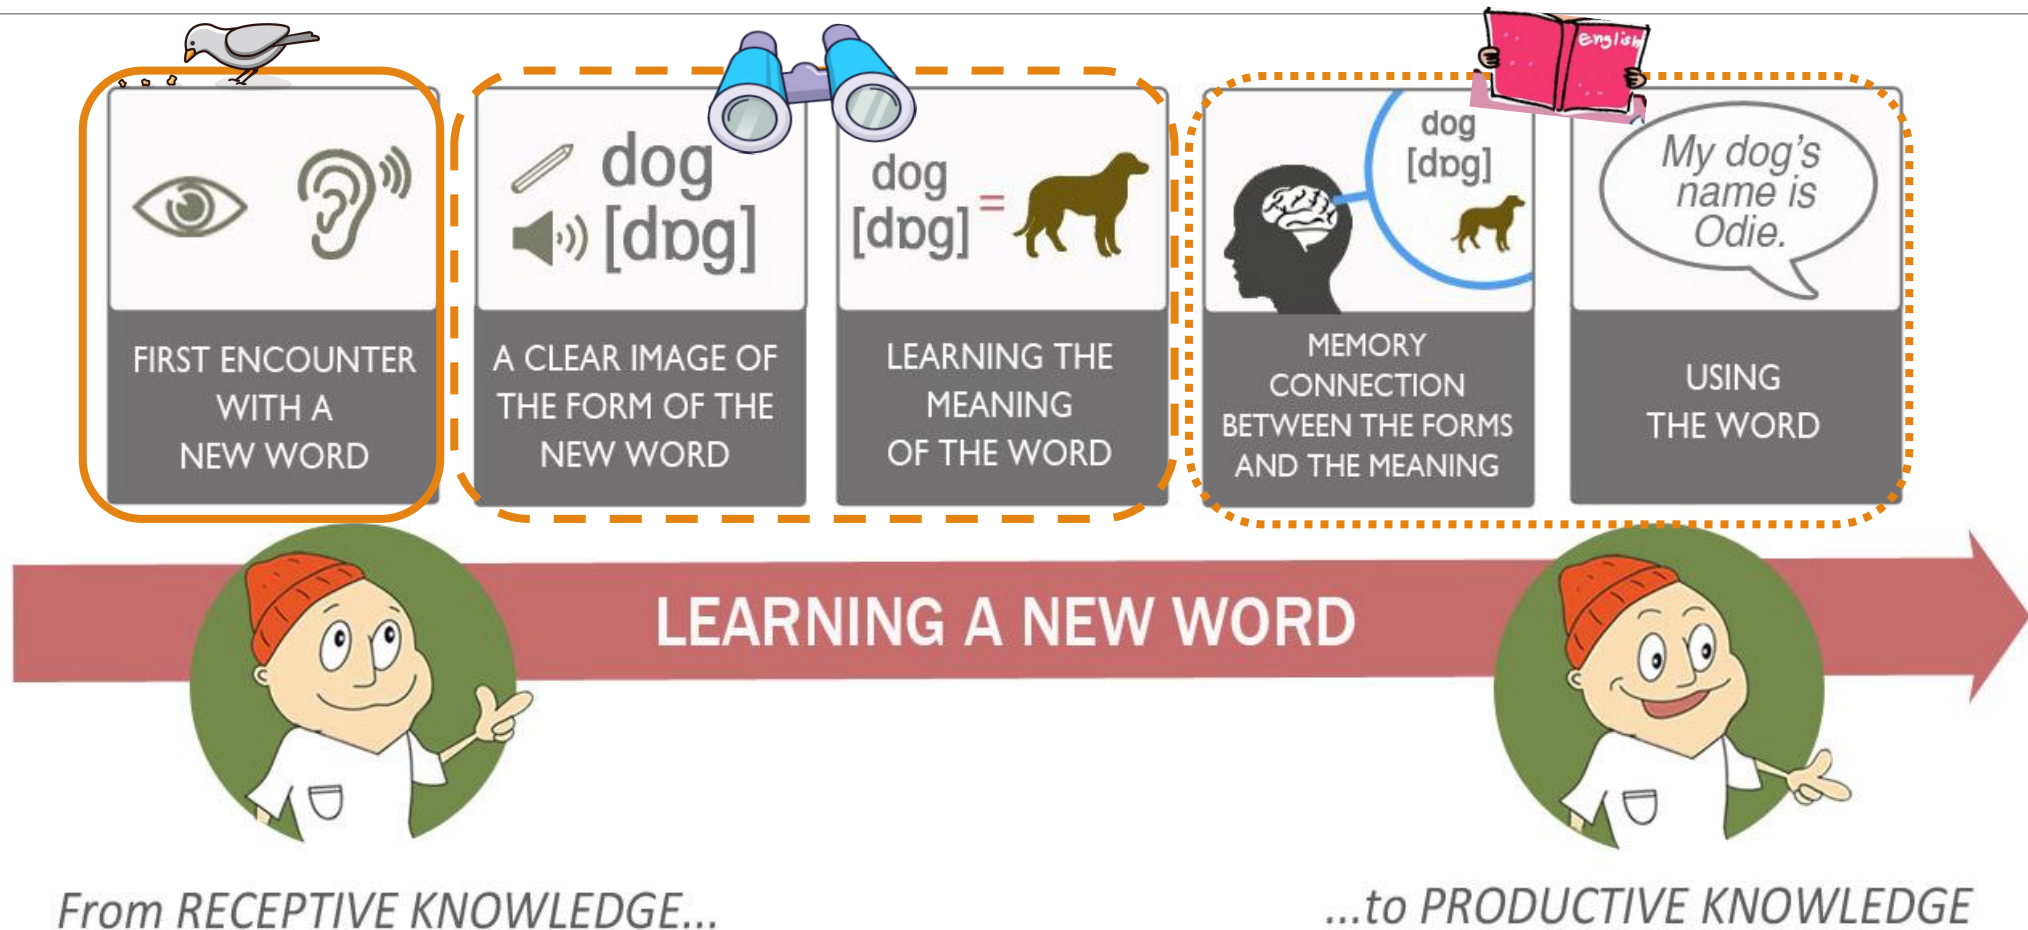 English
dog
[dɒg]
dog
[dɒg]
=
dog
[dɒg]
My dog's
name is
Odie.
FIRST ENCOUNTER
WITH A
NEW WORD
A CLEAR IMAGE OF
THE FORM OF THE
NEW WORD
LEARNING THE
MEANING
OF THE WORD
MEMORY
CONNECTION
BETWEEN THE FORMS
AND THE MEANING
USING
THE WORD
LEARNING A NEW WORD
From RECEPTIVE KNOWLEDGE...
...to PRODUCTIVE KNOWLEDGE